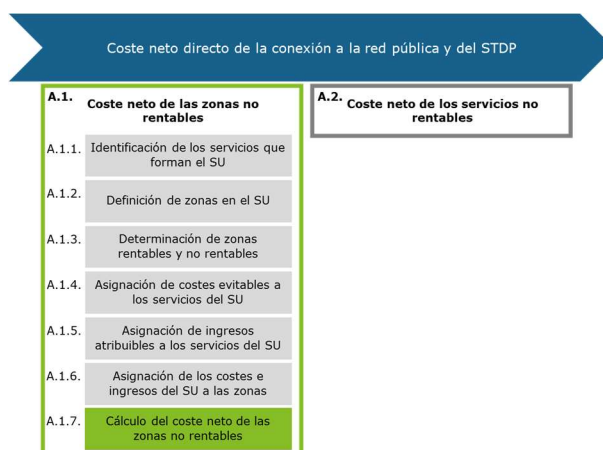 Coste neto directo de la conexión a la red pública y del STDP
A.1. Coste neto de las zonas no
rentables
A.1.1. Identificación de los servicios que
forman el SU
A.1.2. Definición de zonas en el SU
A.1.3. Determinación de zonas
rentables y no rentables
A.1.4. Asignación de costes evitables a
los servicios del SU
A.1.5. Asignación de ingresos
atribuibles a los servicios del SU
A.1.6. Asignación de los costes e
ingresos del SU a las zonas
A.1.7. Cálculo del coste neto de las
zonas no rentables
A.2. Coste neto de los servicios no
rentables